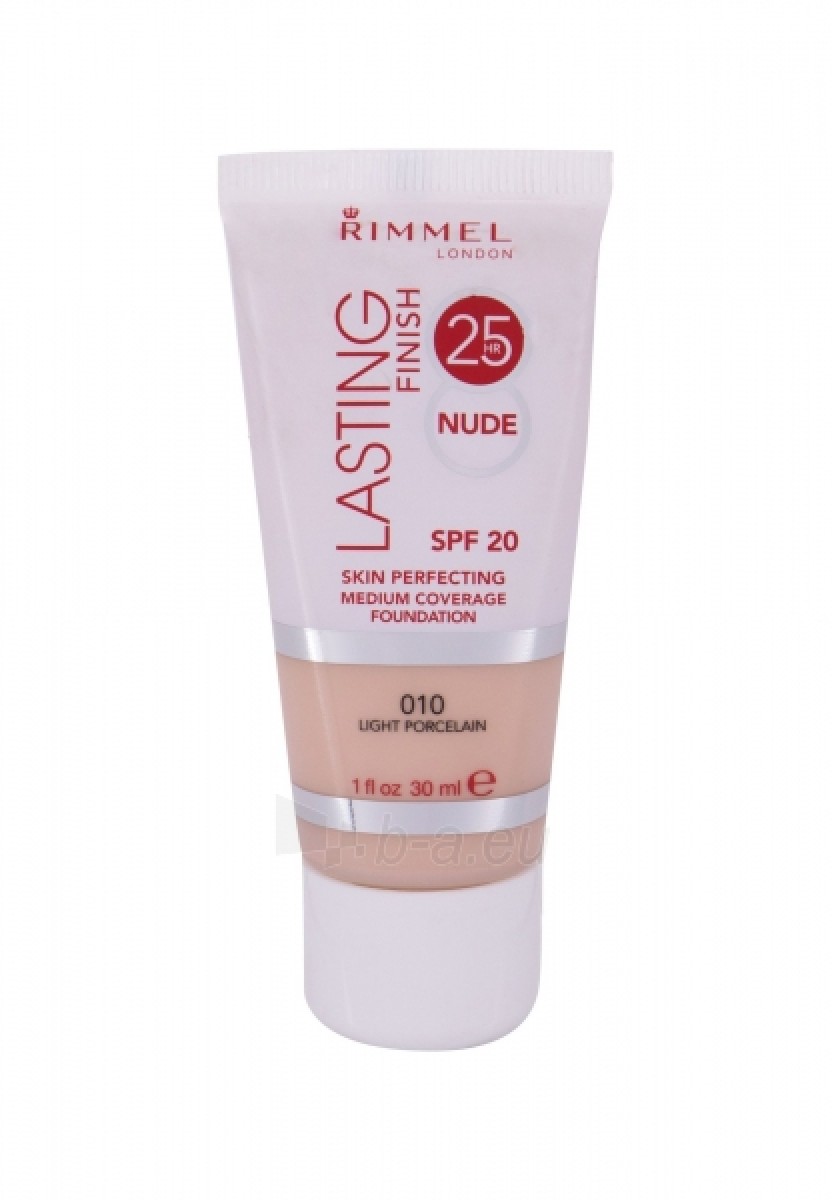 RIMMEL
LONDON
LASTING
FINISH
25
HR
NUDE
SPF 20
SKIN PERFECTING
MEDIUM COVERAGE
FOUNDATION
010
LIGHT PORCELAIN
1 fl oz 30 ml e
b-a.eu